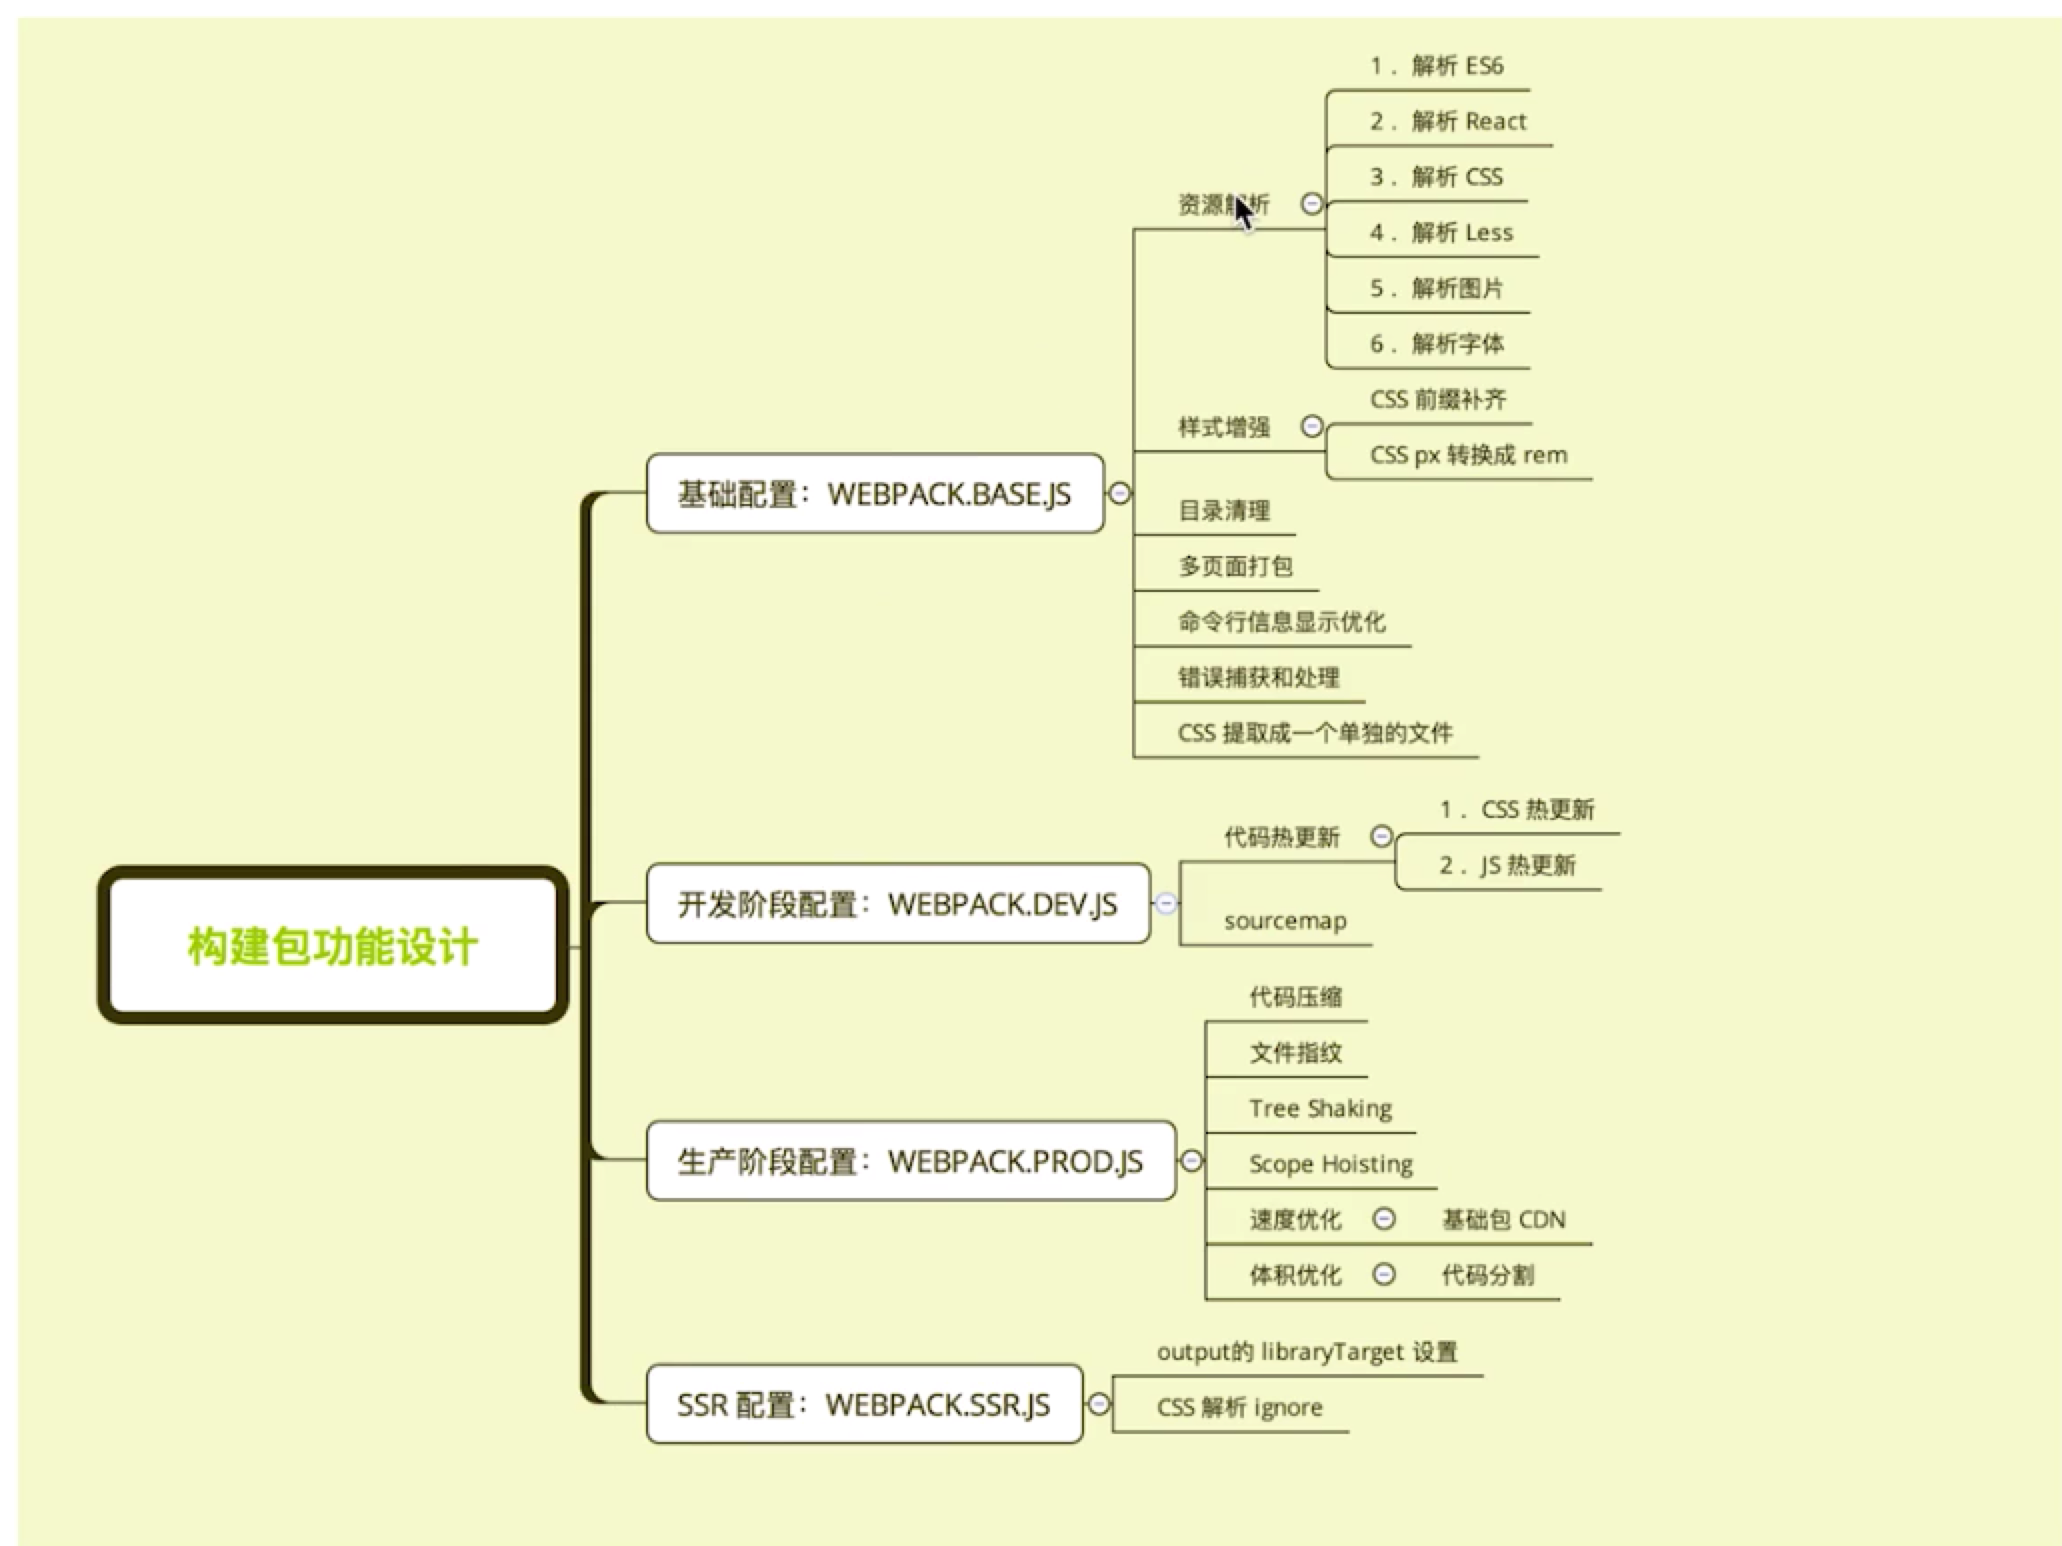 构建包功能设计
基础配置：WEBPACK.BASE.JS
资源解析
1． 解析 ES6
2． 解析 React
3． 解析 CSS
4． 解析 Less
5． 解析图片
6． 解析字体
样式增强
CSS 前缀补齐
CSS px 转换成 rem
目录清理
多页面打包
命令行信息显示优化
错误捕获和处理
CSS 提取成一个单独的文件
开发阶段配置：WEBPACK.DEV.JS
代码热更新
1． CSS 热更新
2． JS 热更新
sourcemap
生产阶段配置：WEBPACK.PROD.JS
代码压缩
文件指纹
Tree Shaking
Scope Hoisting
速度优化
基础包 CDN
体积优化
代码分割
SSR 配置：WEBPACK.SSR.JS
output的 libraryTarget 设置
CSS 解析 ignore